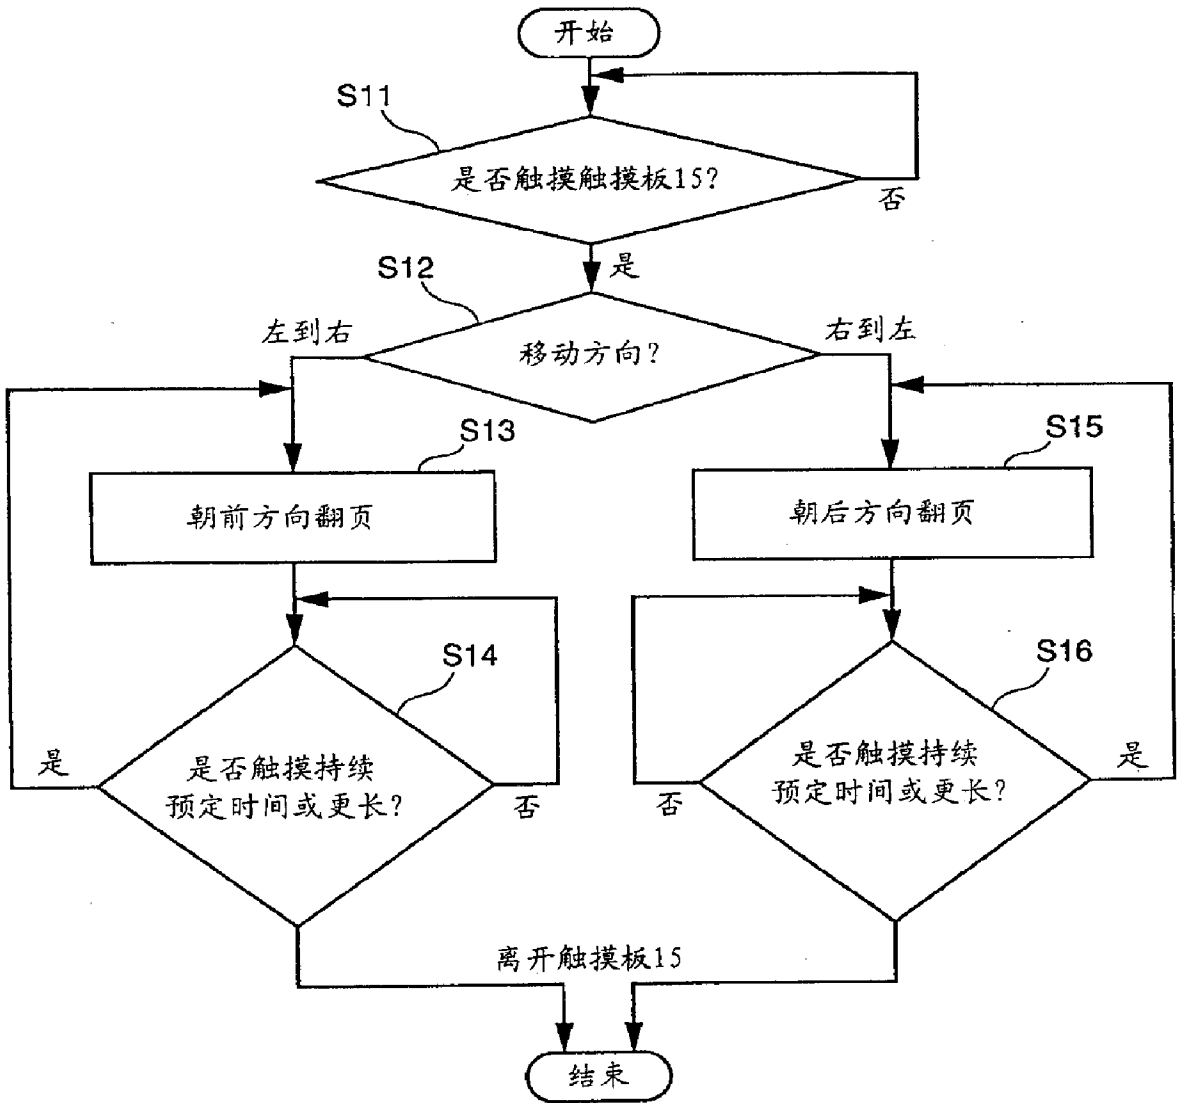 开始
S11
是否触摸触摸板15?
否
是
S12
左到右
移动方向?
右到左
S13
朝前方向翻页
S15
朝后方向翻页
S14
是否触摸持续
预定时间或更长?
是
否
S16
是否触摸持续
预定时间或更长?
否
是
离开触摸板15
结束